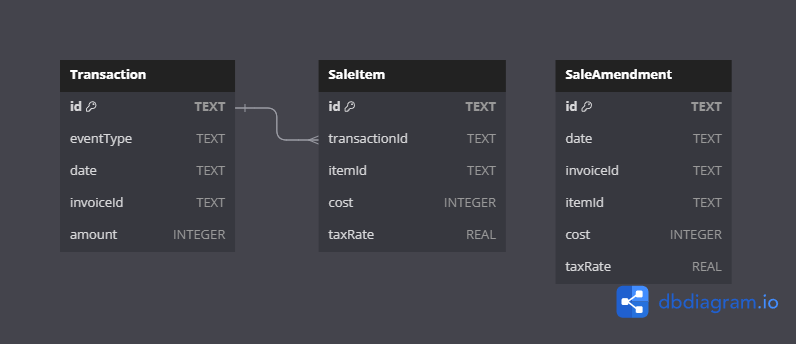 Transaction
id TEXT
eventType TEXT
date TEXT
invoiceId TEXT
amount INTEGER
SaleItem
id TEXT
transactionId TEXT
itemId TEXT
cost INTEGER
taxRate REAL
SaleAmendment
id TEXT
date TEXT
invoiceId TEXT
itemId TEXT
cost INTEGER
taxRate REAL
dbdiagram.io